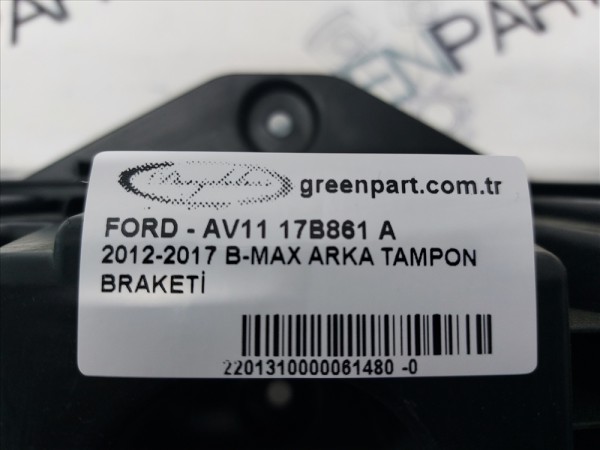 greenpart.com.tr
FORD - AV11 17B861 A
2012-2017 B-MAX ARKA TAMPON
BRAKETİ
2201310000061480 -0